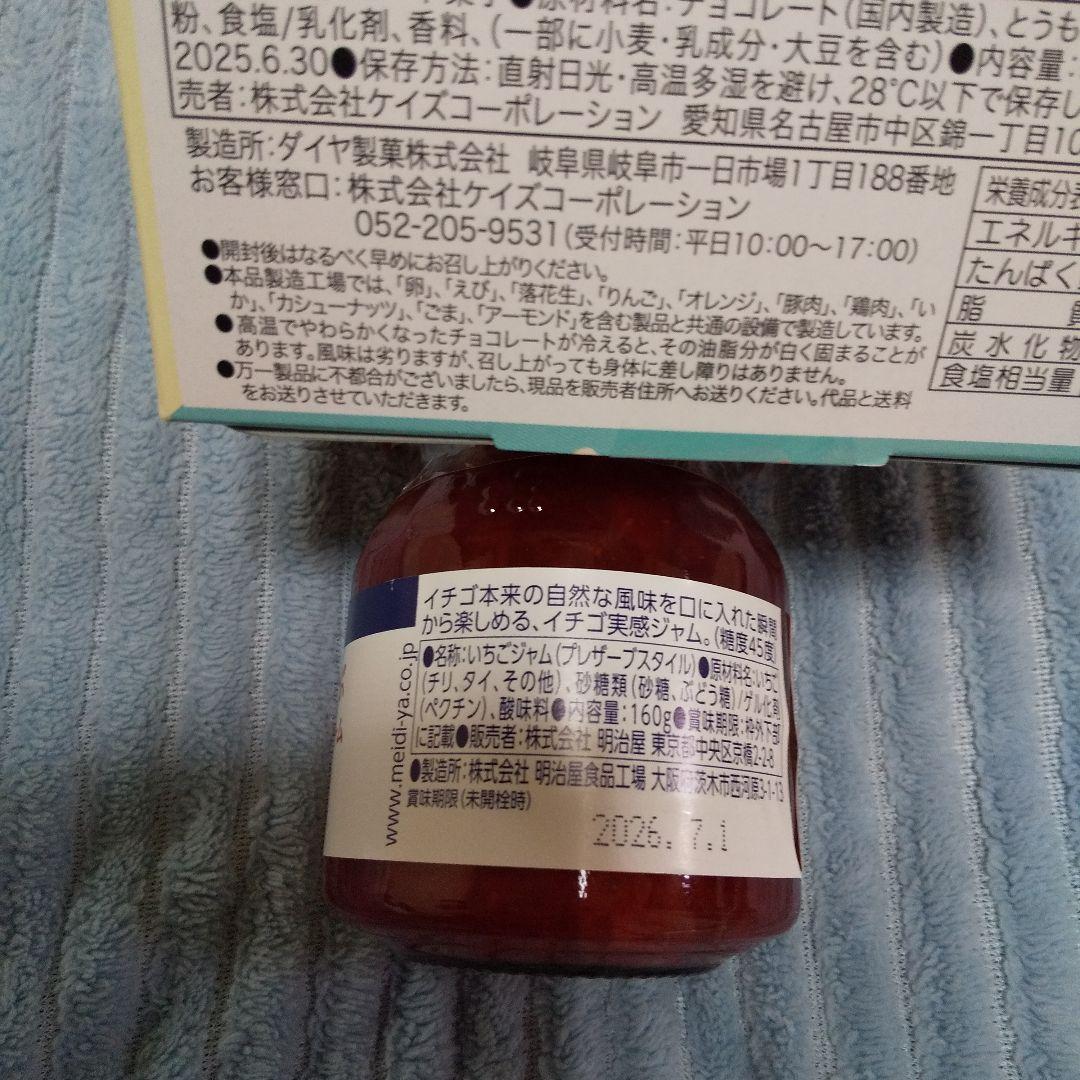 ●原材料名:チョコレート(国内製造)、とうも
粉、食塩/乳化剤、香料、(一部に小麦・乳成分・大豆を含む)●内容量:
2025.6.30●保存方法:直射日光・高温多湿を避け、28℃以下で保存し
売者:株式会社ケイズコーポレーション 愛知県名古屋市中区錦一丁目10
製造所:ダイヤ製菓株式会社 岐阜県岐阜市一日市場1丁目188番地
お客様窓口:株式会社ケイズコーポレーション
052-205-9531(受付時間:平日10:00〜17:00)
●開封後はなるべく早めにお召し上がりください。
●本品製造工場では、「卵」、「えび」、「落花生」、「りんご」、「オレンジ」、「豚肉」、「鶏肉」、「い
か」、「カシューナッツ」、「ごま」、「アーモンド」を含む製品と共通の設備で製造しています。
●高温でやわらかくなったチョコレートが冷えると、その油脂分が白く固まることが
あります。風味は劣りますが、召し上がっても身体に差し障りはありません。
●万一製品に不都合がございましたら、現品を販売者住所へお送りください。代品と送料
をお送りさせていただきます。
栄養成分表
エネルギ
たんぱく
脂 質
炭水化物
食塩相当量
イチゴ本来の自然な風味を口に入れた瞬間
から楽しめる、イチゴ実感ジャム。(糖度45度)
●名称:いちごジャム(プレザーブスタイル)●原材料名:いちご
(チリ、タイ、その他)、砂糖類(砂糖、ぶどう糖)/ゲル化剤
(ペクチン)、酸味料●内容量:160g●賞味期限:枠外下部
に記載●販売者:株式会社 明治屋 東京都中央区京橋2-2-8
●製造所:株式会社 明治屋食品工場 大阪府茨木市西河原3-1-13
賞味期限(未開栓時)
2026. 7.1
www.meidi-ya.co.jp